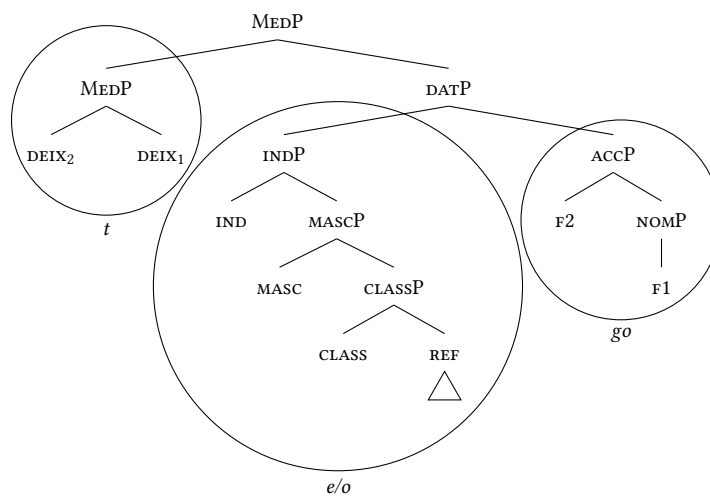 MedP
MedP datP
deix₂ deix₁ indP accP
t ind mascP f2 nomP
masc classP f1
class ref go
e/o